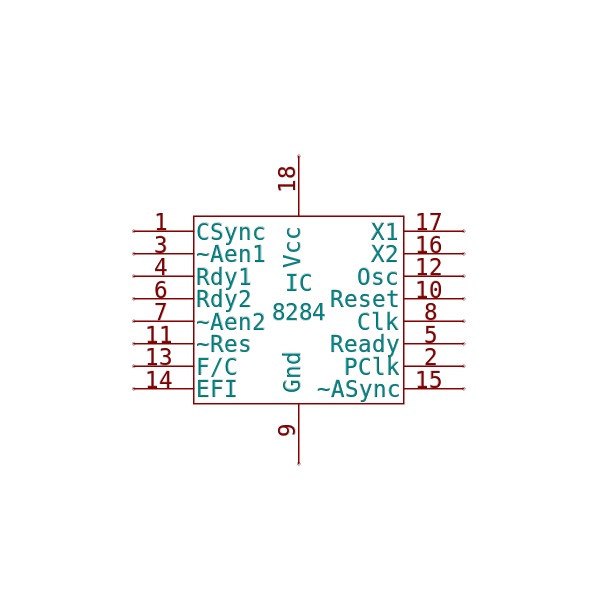 18
1 CSync Vcc X1 17
3 ~Aen1 X2 16
4 Rdy1 IC Osc 12
6 Rdy2 Reset 10
7 ~Aen2 8284 Clk 8
11 ~Res Ready 5
13 F/C Gnd PClk 2
14 EFI ~ASync 15
9